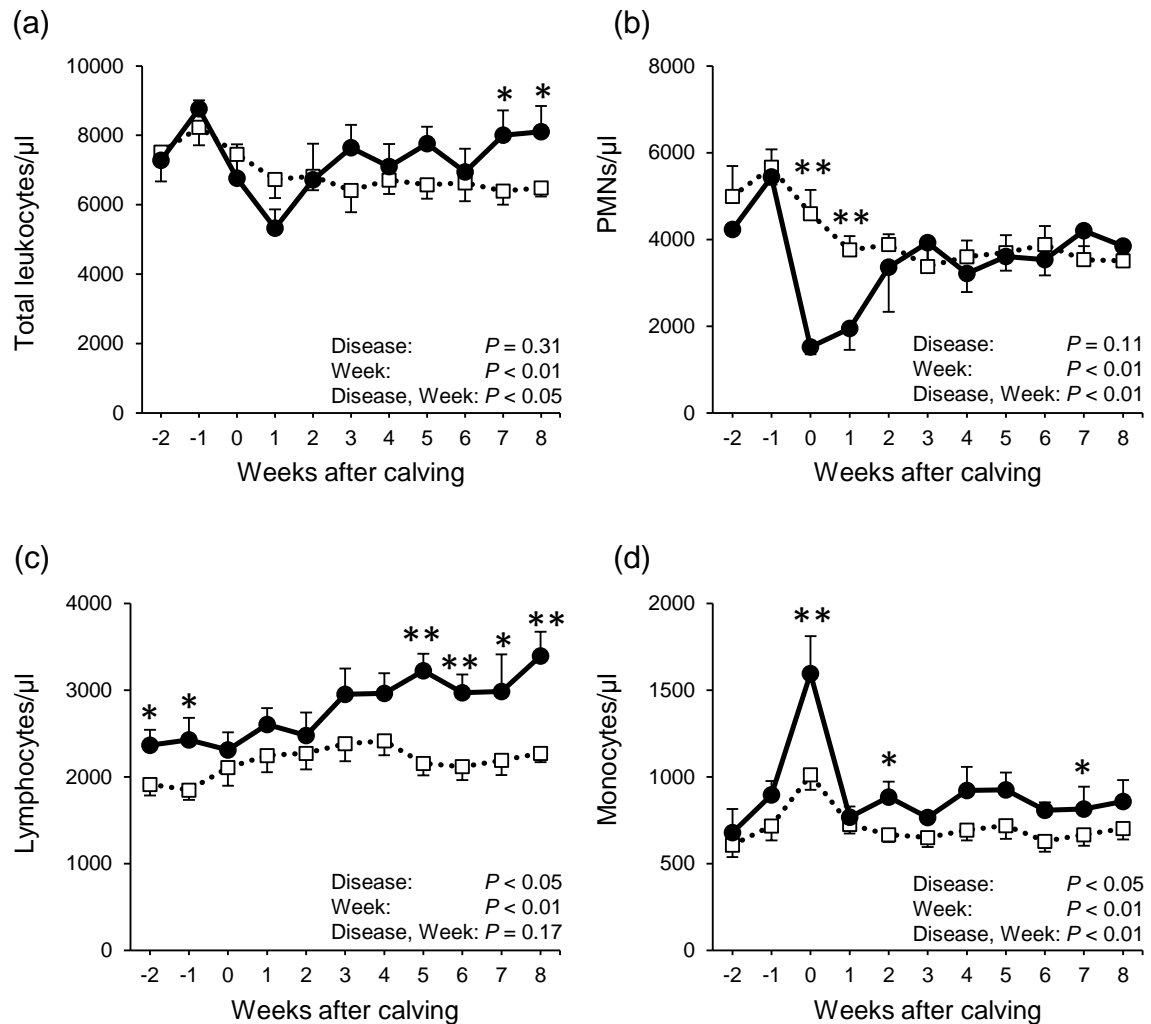 (a)
Total leukocytes/µl
10000
8000
6000
4000
2000
0
* *
Disease: P = 0.31
Week: P < 0.01
Disease, Week: P < 0.05
-2 -1 0 1 2 3 4 5 6 7 8
Weeks after calving
(b)
PMNs/µl
8000
6000
4000
2000
0
**
**
Disease: P = 0.11
Week: P < 0.01
Disease, Week: P < 0.01
-2 -1 0 1 2 3 4 5 6 7 8
Weeks after calving
(c)
Lymphocytes/µl
4000
3000
2000
1000
0
* * ** ** * **
Disease: P < 0.05
Week: P < 0.01
Disease, Week: P = 0.17
-2 -1 0 1 2 3 4 5 6 7 8
Weeks after calving
(d)
Monocytes/µl
2000
1500
1000
500
0
** * *
Disease: P < 0.05
Week: P < 0.01
Disease, Week: P < 0.01
-2 -1 0 1 2 3 4 5 6 7 8
Weeks after calving